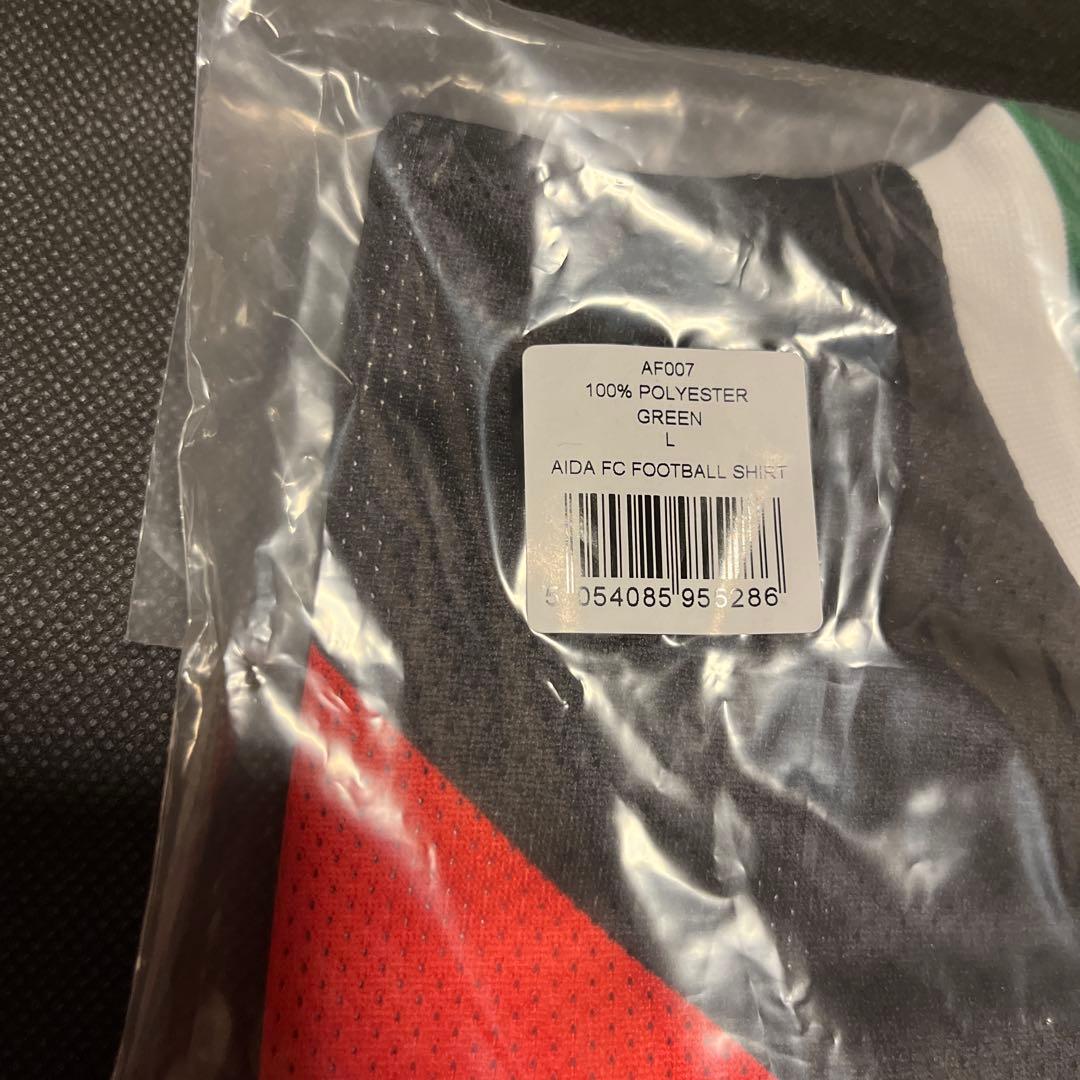 AF007
100% POLYESTER
GREEN
L
AIDA FC FOOTBALL SHIRT
5 054085 956286